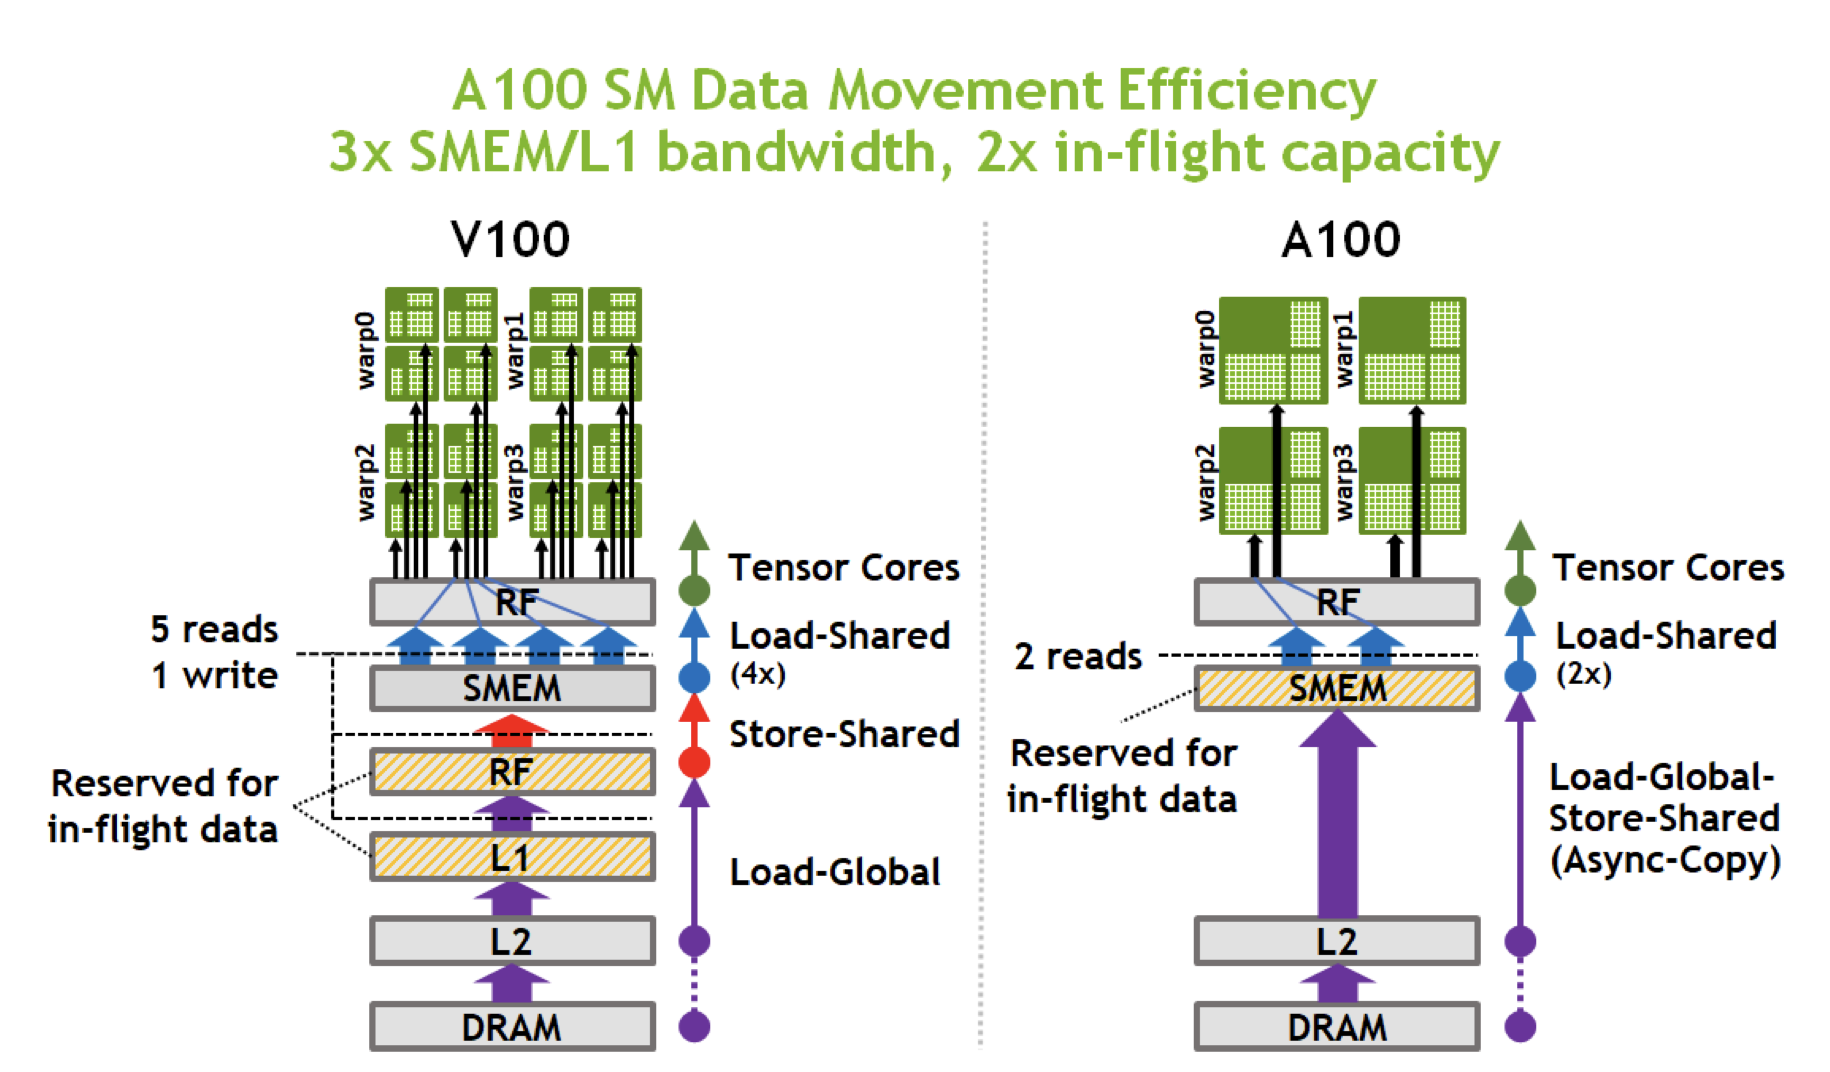 A100 SM Data Movement Efficiency
3x SMEM/L1 bandwidth, 2x in-flight capacity
V100
warp0
warp1
warp2
warp3
RF
SMEM
RF
L1
L2
DRAM
5 reads
1 write
Reserved for
in-flight data
Tensor Cores
Load-Shared
(4x)
Store-Shared
Load-Global
A100
warp0
warp1
warp2
warp3
RF
SMEM
L2
DRAM
2 reads
Reserved for
in-flight data
Tensor Cores
Load-Shared
(2x)
Load-Global-
Store-Shared
(Async-Copy)